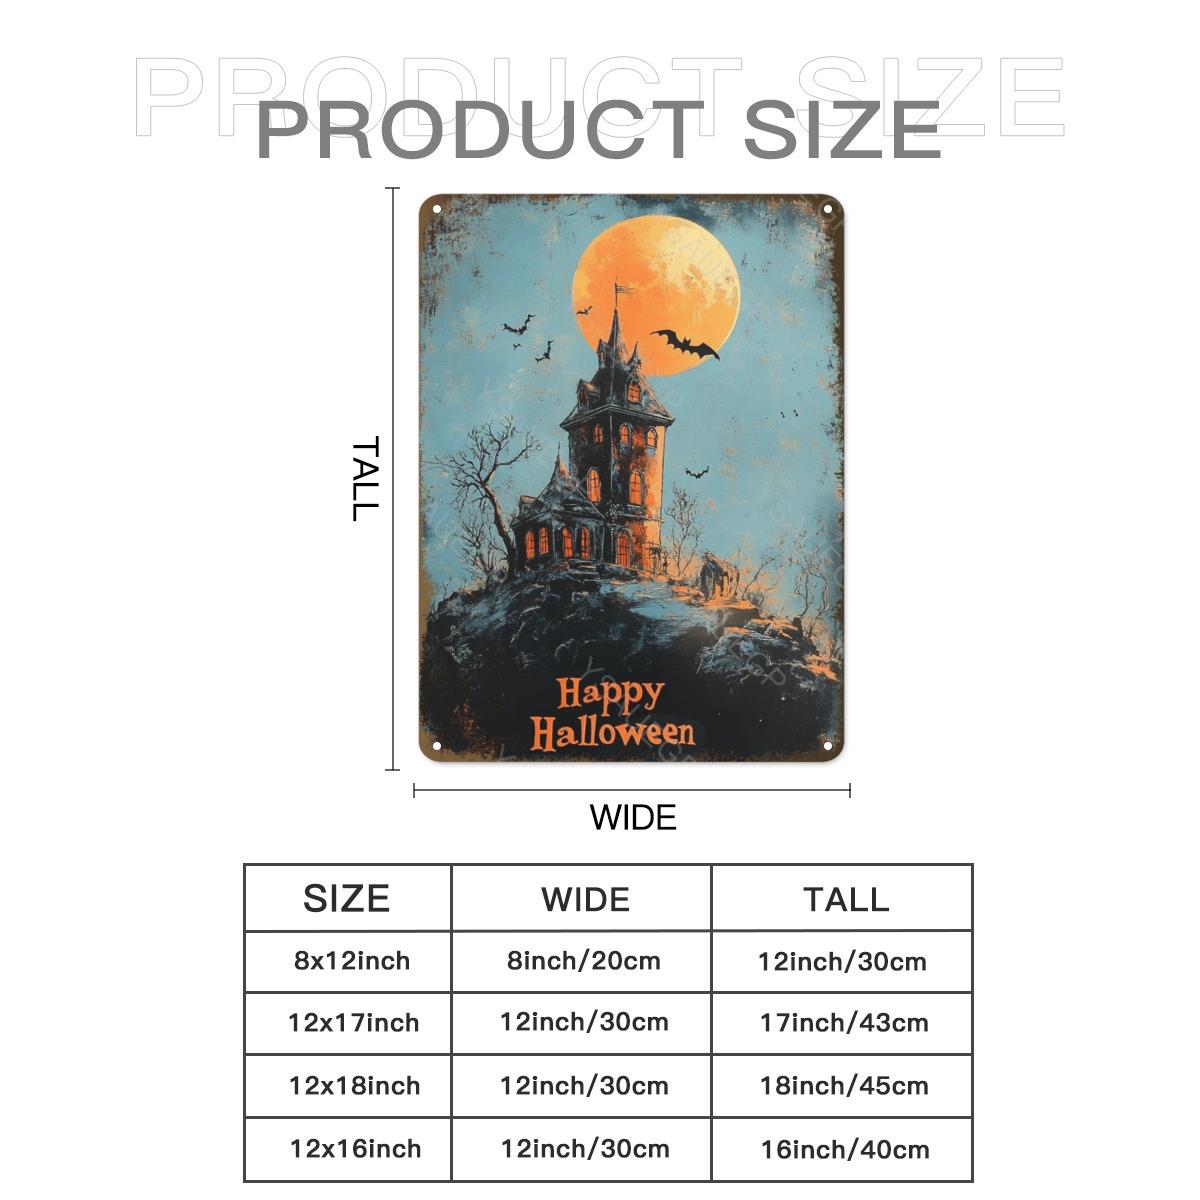 PRODUCT SIZE
PRODUCT SIZE
TALL
Happy
Halloween
WIDE
SIZE WIDE TALL
8x12inch 8inch/20cm 12inch/30cm
12x17inch 12inch/30cm 17inch/43cm
12x18inch 12inch/30cm 18inch/45cm
12x16inch 12inch/30cm 16inch/40cm